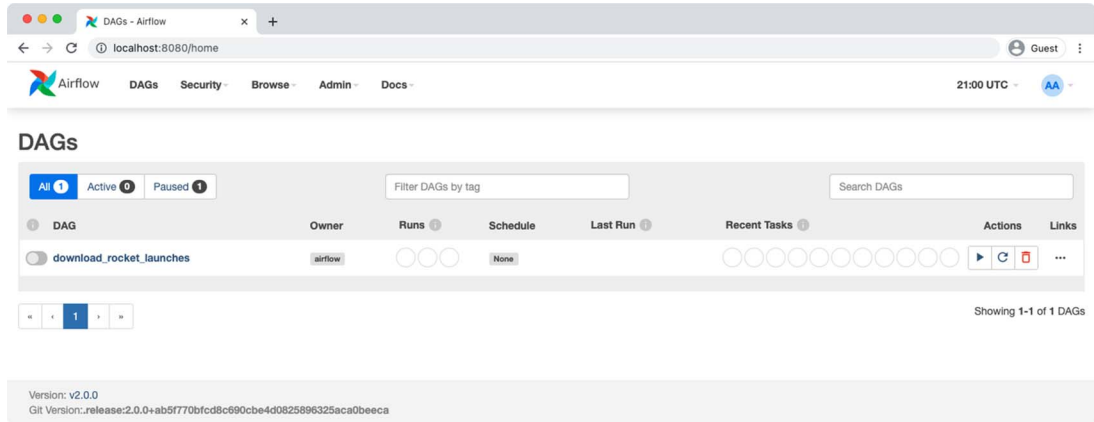 DAGs - Airflow
localhost:8080/home
Guest
Airflow DAGs Security Browse Admin Docs 21:00 UTC AA
DAGs
All 1 Active 0 Paused 1 Filter DAGs by tag Search DAGs
DAG Owner Runs Schedule Last Run Recent Tasks Actions Links
download_rocket_launches airflow None
« ‹ 1 › » Showing 1-1 of 1 DAGs
Version: v2.0.0
Git Version:.release:2.0.0+ab5f770bfcd8c690cbe4d0825896325aca0beeca